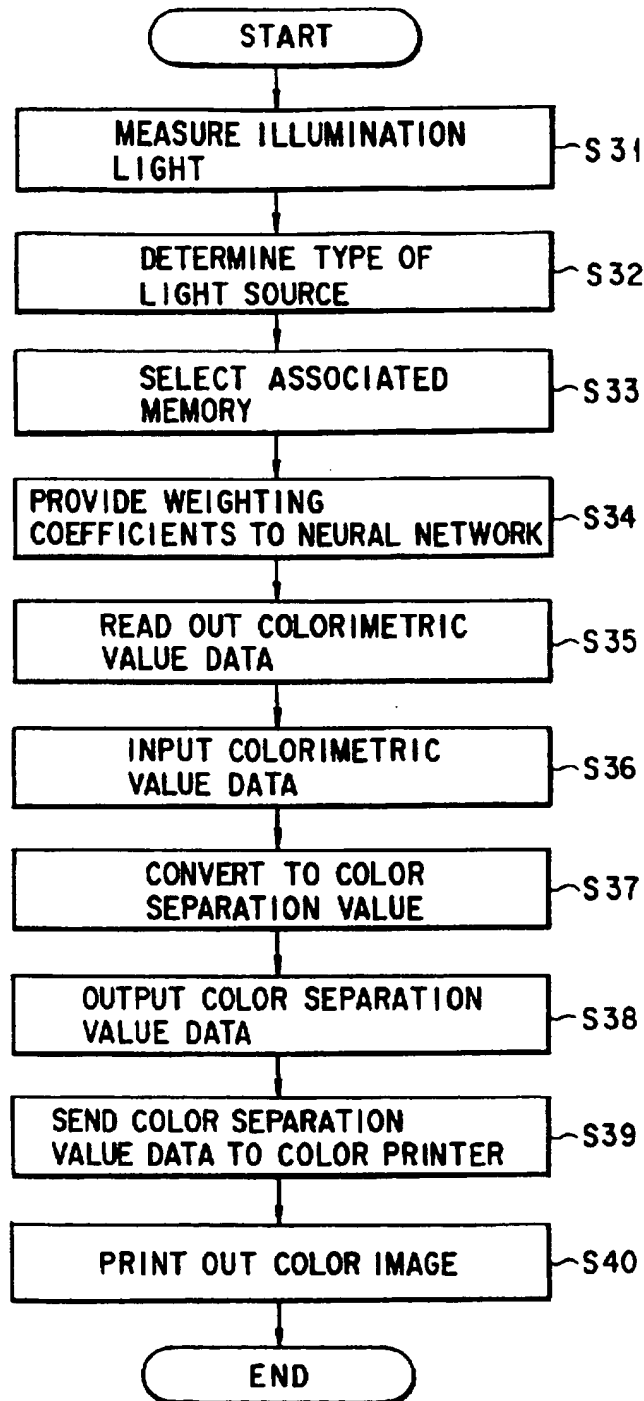 START
MEASURE ILLUMINATION
LIGHT
S31
DETERMINE TYPE OF
LIGHT SOURCE
S32
SELECT ASSOCIATED
MEMORY
S33
PROVIDE WEIGHTING
COEFFICIENTS TO NEURAL NETWORK
S34
READ OUT COLORIMETRIC
VALUE DATA
S35
INPUT COLORIMETRIC
VALUE DATA
S36
CONVERT TO COLOR
SEPARATION VALUE
S37
OUTPUT COLOR SEPARATION
VALUE DATA
S38
SEND COLOR SEPARATION
VALUE DATA TO COLOR PRINTER
S39
PRINT OUT COLOR IMAGE
S40
END